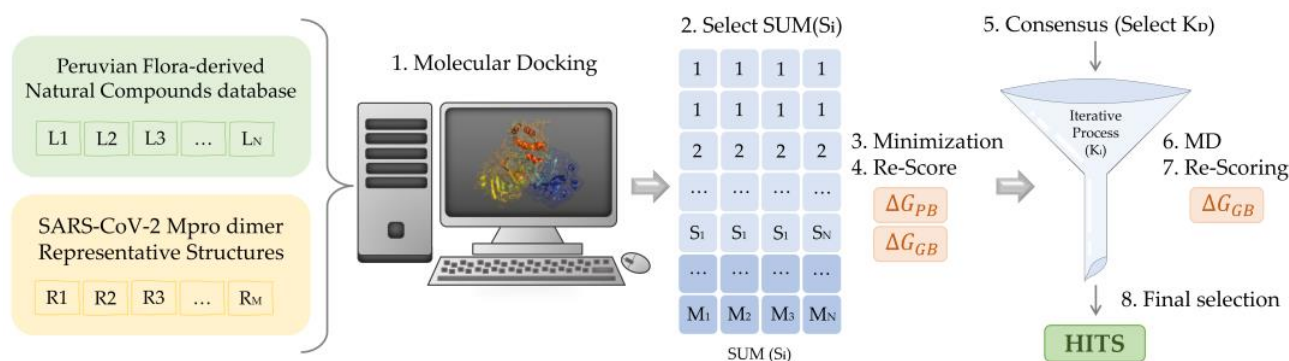 Peruvian Flora-derived
Natural Compounds database
L1 L2 L3 ... LN
SARS-CoV-2 Mpro dimer
Representative Structures
R1 R2 R3 ... RM
1. Molecular Docking
2. Select SUM(Si)
1 1 1 1
1 1 1 1
2 2 2 2
... ... ... ...
S1 S1 S1 SN
... ... ... ...
M1 M2 M3 MN
SUM (Si)
3. Minimization
4. Re-Score
ΔGPB
ΔGGB
5. Consensus (Select KD)
Iterative
Process
(Ki)
6. MD
7. Re-Scoring
ΔGGB
8. Final selection
HITS